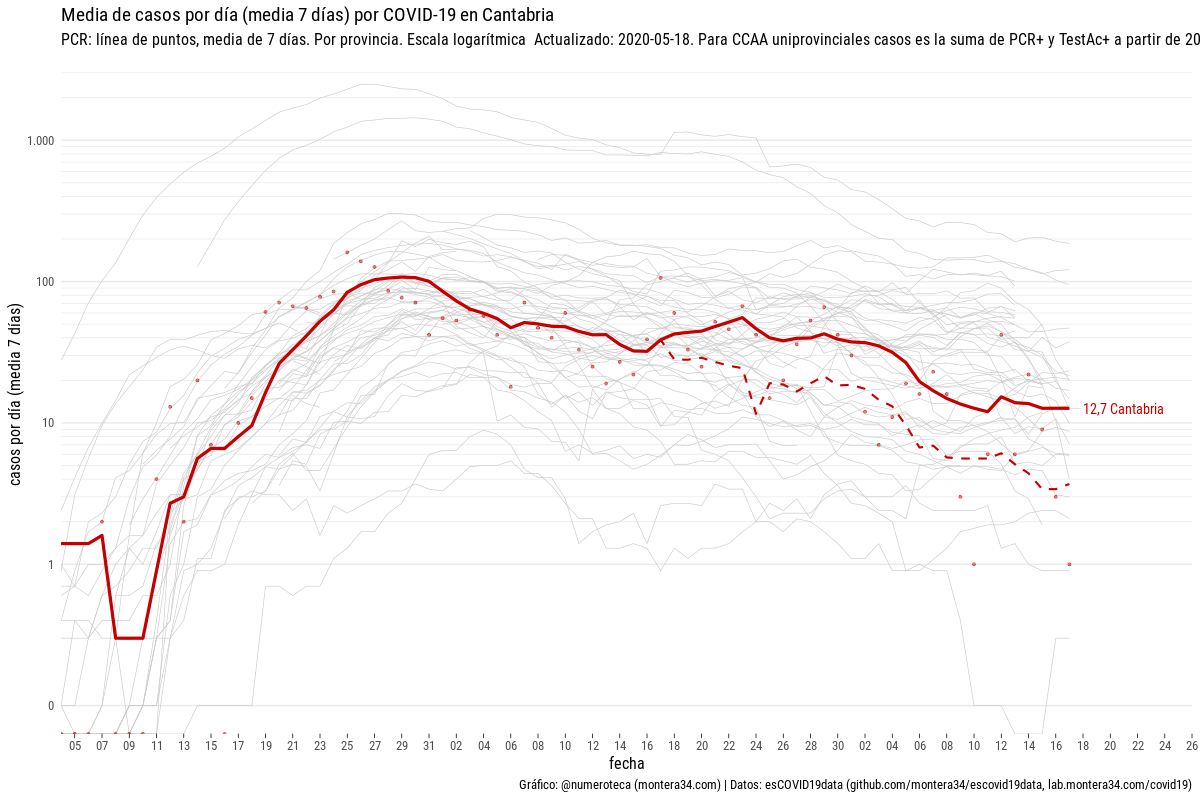 Media de casos por día (media 7 días) por COVID-19 en Cantabria
PCR: línea de puntos, media de 7 días. Por provincia. Escala logarítmica  Actualizado: 2020-05-18. Para CCAA uniprovinciales casos es la suma de PCR+ y TestAc+ a partir de 20
casos por día (media 7 días)
1.000
100
10
1
0
12,7 Cantabria
05 07 09 11 13 15 17 19 21 23 25 27 29 31 02 04 06 08 10 12 14 16 18 20 22 24 26 28 30 02 04 06 08 10 12 14 16 18 20 22 24 26
fecha
Gráfico: @numeroteca (montera34.com) | Datos: esCOVID19data (github.com/montera34/escovid19data, lab.montera34.com/covid19)